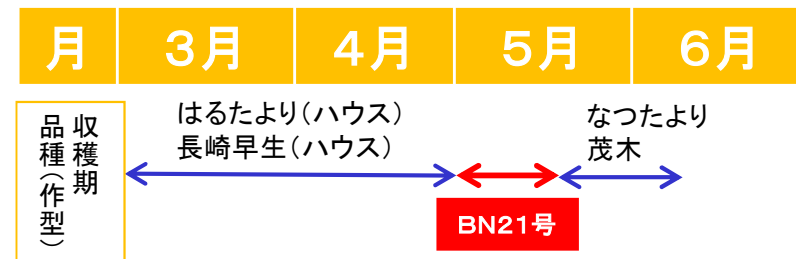 月
３月
４月
５月
６月
収穫期
品種（作型）
はるたより（ハウス）
長崎早生（ハウス）
なつたより
茂木
ＢＮ２１号